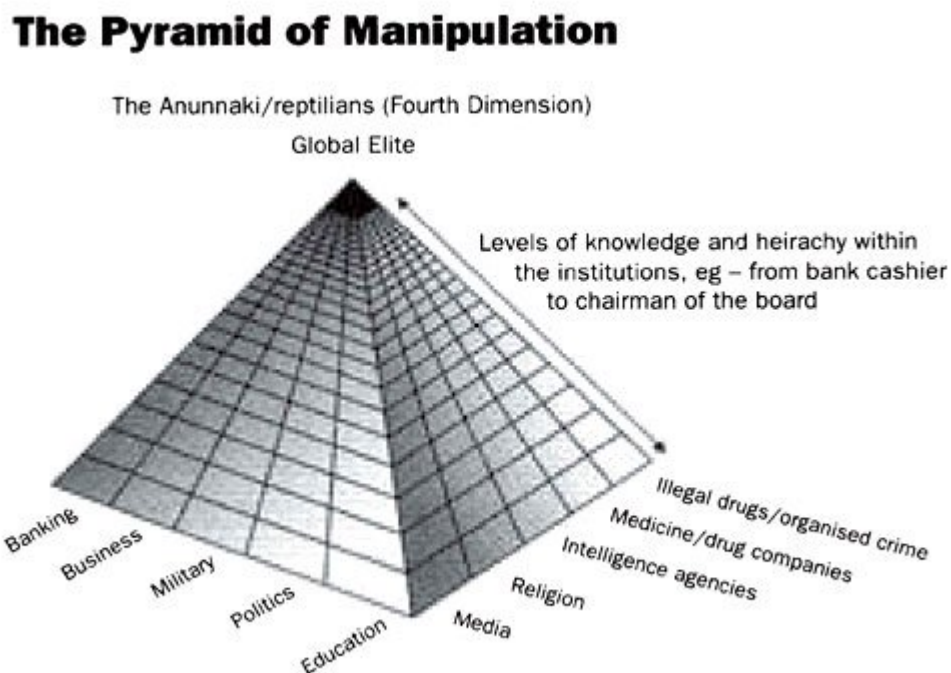 The Pyramid of Manipulation
The Anunnaki/reptilians (Fourth Dimension)
Global Elite
Levels of knowledge and heirachy within
the institutions, eg – from bank cashier
to chairman of the board
Banking
Business
Military
Politics
Education
Media
Religion
Intelligence agencies
Medicine/drug companies
Illegal drugs/organised crime